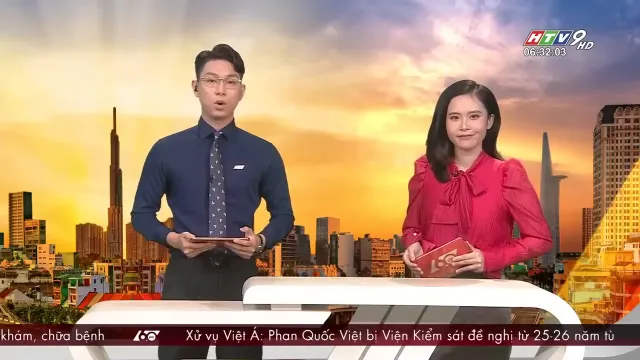 HTV9 HD
06:32:03
khám, chữa bệnh 60 Xử vụ Việt Á: Phan Quốc Việt bị Viện Kiểm sát đề nghị từ 25-26 năm tù